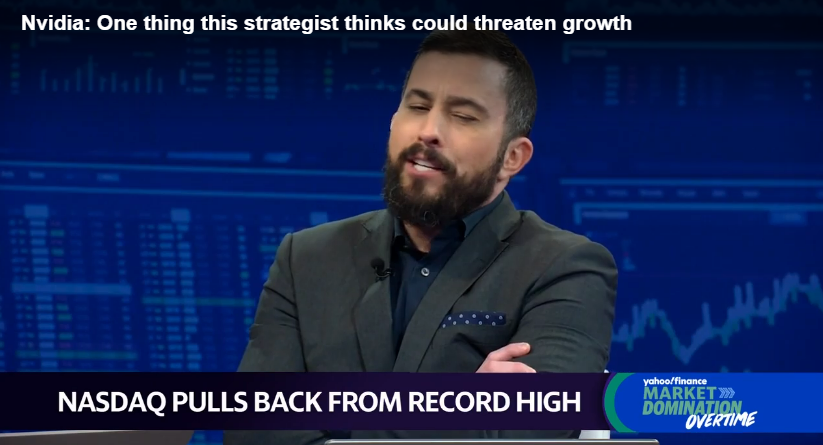 Nvidia: One thing this strategist thinks could threaten growth
NASDAQ PULLS BACK FROM RECORD HIGH
yahoo!finance
MARKET
DOMINATION
OVERTIME